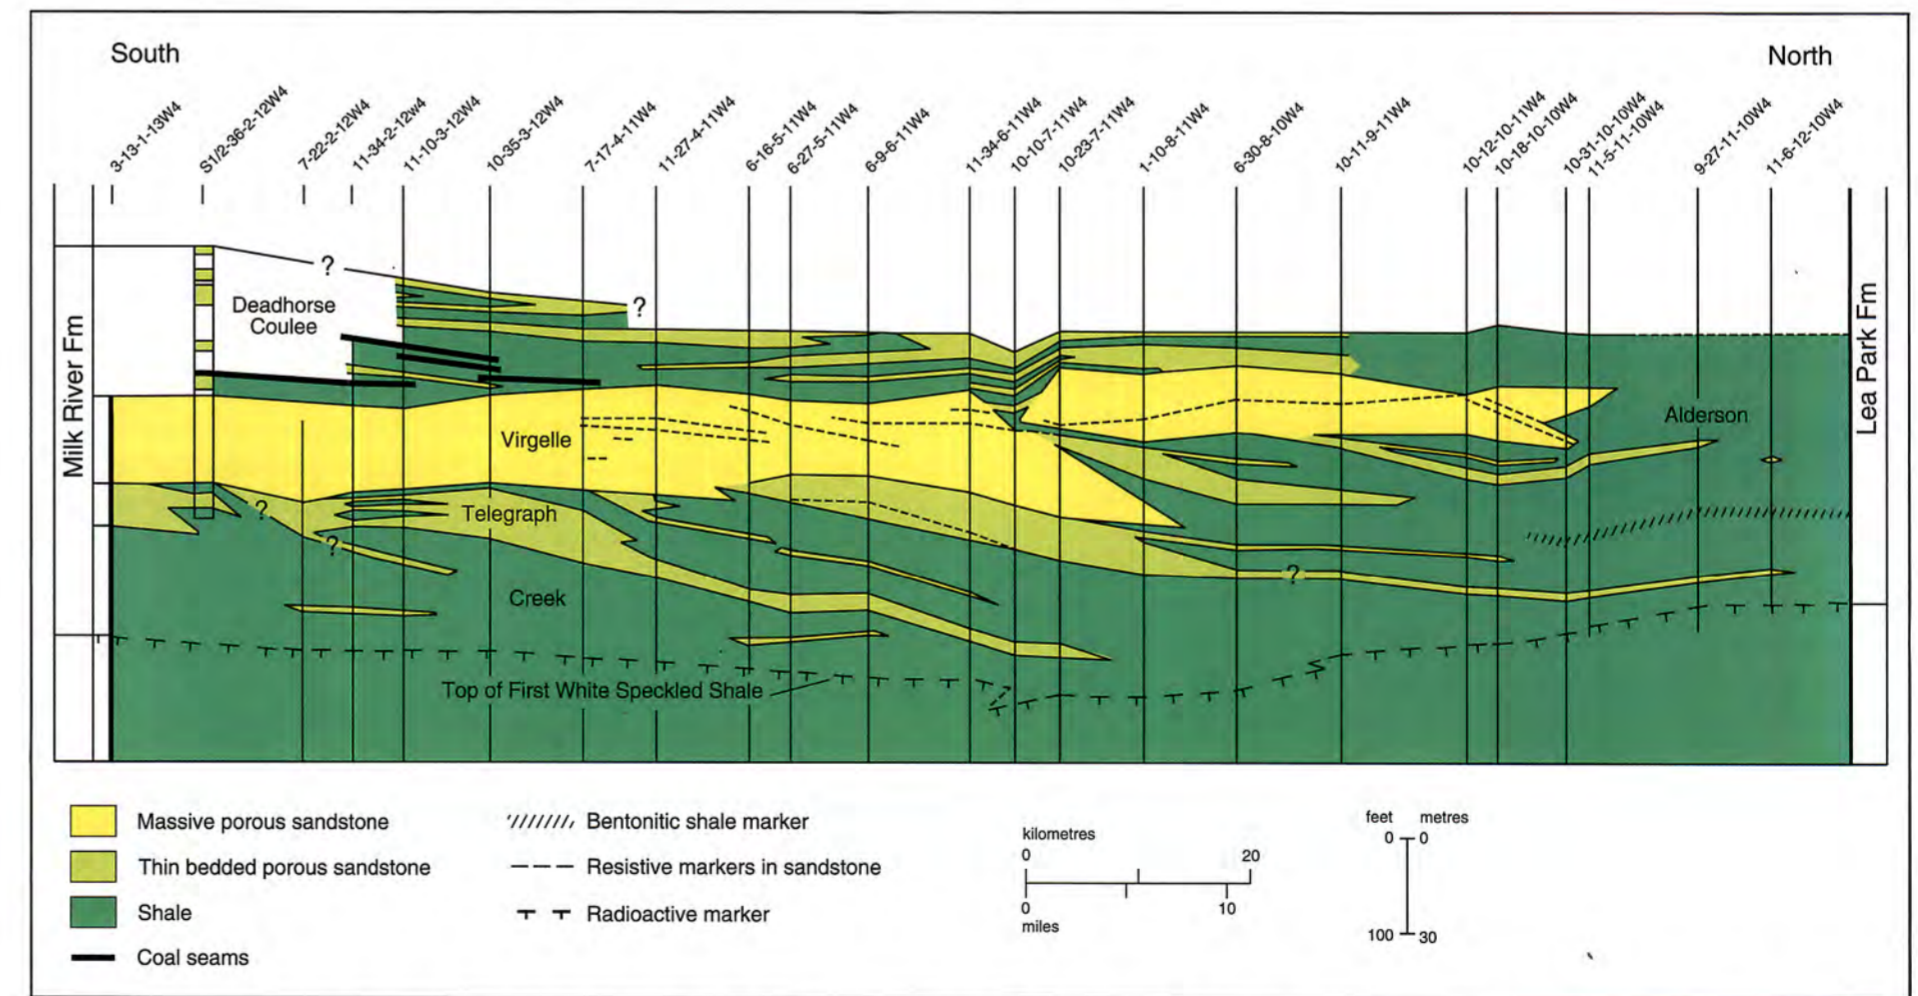 South
North
3-13-1-13W4
S1/2-36-2-12W4
7-22-2-12W4
11-34-2-12w4
11-10-3-12W4
10-35-3-12W4
7-17-4-11W4
11-27-4-11W4
6-16-5-11W4
6-27-5-11W4
6-9-6-11W4
11-34-6-11W4
10-10-7-11W4
10-23-7-11W4
1-10-8-11W4
6-30-8-10W4
10-11-9-11W4
10-12-10-11W4
10-18-10-10W4
10-31-10-10W4
11-5-11-10W4
9-27-11-10W4
11-6-12-10W4
Milk River Fm
Lea Park Fm
?
Deadhorse
Coulee
?
Alderson
Virgelle
?
Telegraph
?
?
Creek
Top of First White Speckled Shale
Massive porous sandstone
Thin bedded porous sandstone
Shale
Coal seams
Bentonitic shale marker
Resistive markers in sandstone
Radioactive marker
kilometres
0 20
0 10
miles
feet metres
0 0
100 30